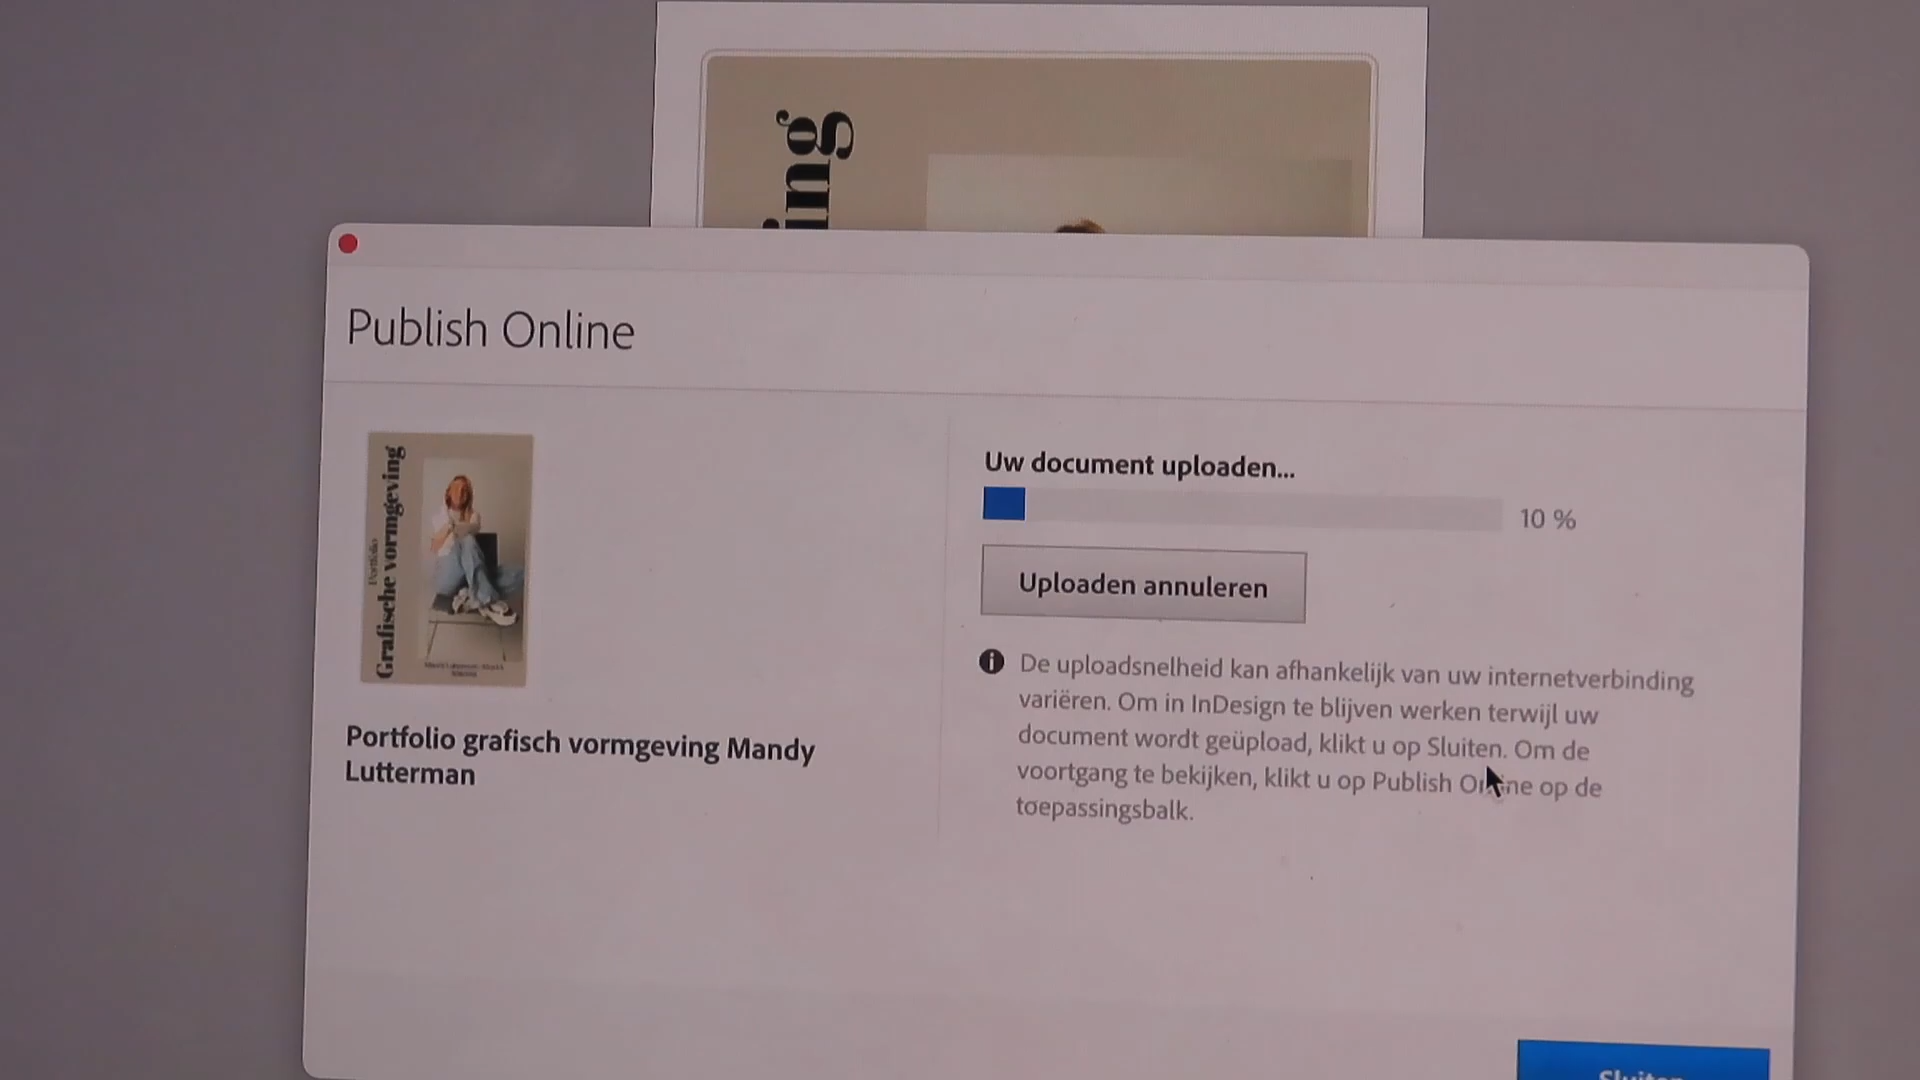 ing
Publish Online
Portfolio
Grafische vormgeving
Portfolio grafisch vormgeving Mandy
Lutterman
Uw document uploaden...
10 %
Uploaden annuleren
De uploadsnelheid kan afhankelijk van uw internetverbinding
variëren. Om in InDesign te blijven werken terwijl uw
document wordt geüpload, klikt u op Sluiten. Om de
voortgang te bekijken, klikt u op Publish Online op de
toepassingsbalk.
Sluiten